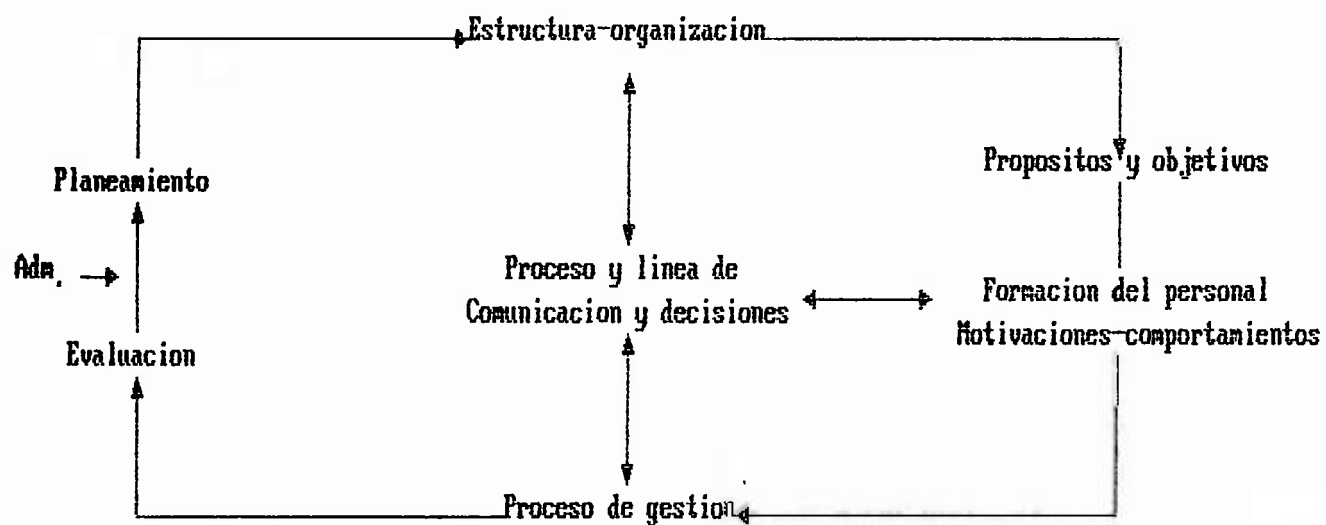 Estructura-organizacion
Propositos y objetivos
Planeamiento
Adm.
Proceso y linea de
Comunicacion y decisiones
Formacion del personal
Motivaciones-comportamientos
Evaluacion
Proceso de gestion